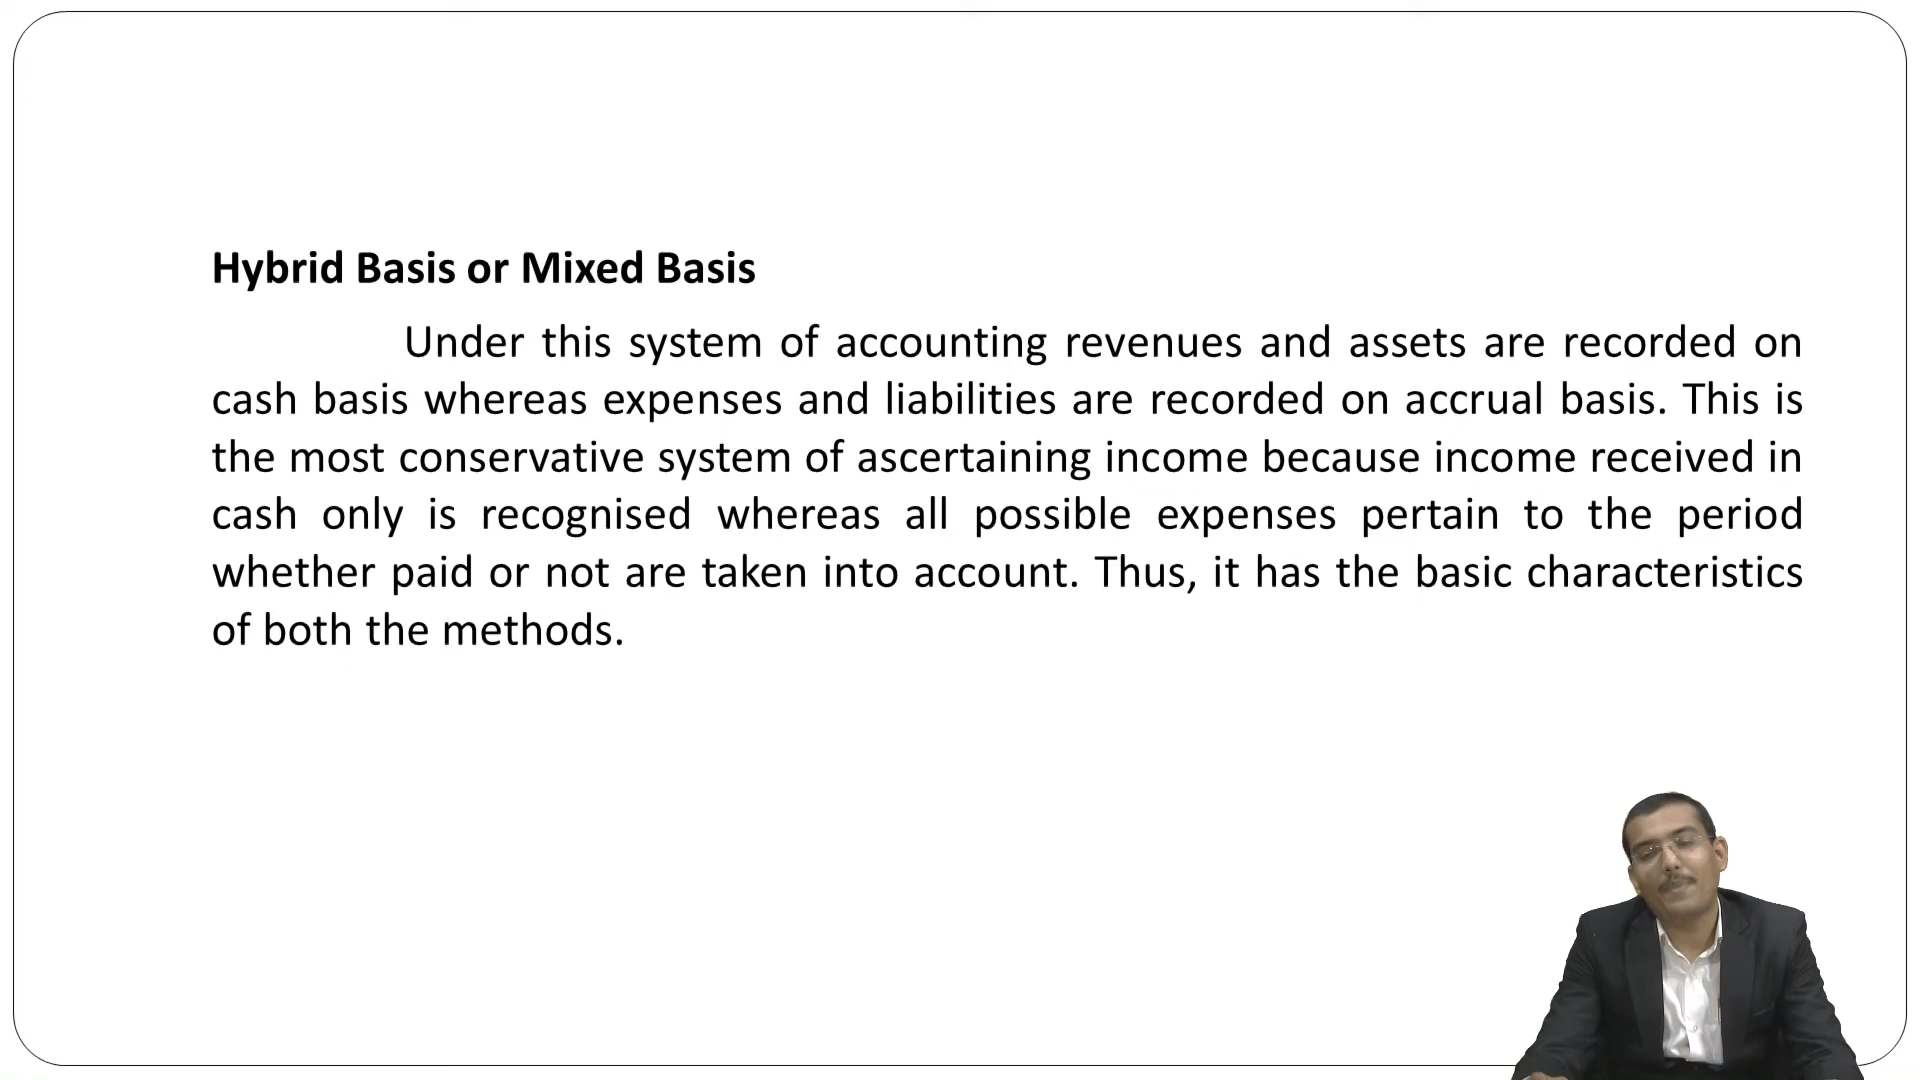 Hybrid Basis or Mixed Basis
Under this system of accounting revenues and assets are recorded on
cash basis whereas expenses and liabilities are recorded on accrual basis. This is
the most conservative system of ascertaining income because income received in
cash only is recognised whereas all possible expenses pertain to the period
whether paid or not are taken into account. Thus, it has the basic characteristics
of both the methods.